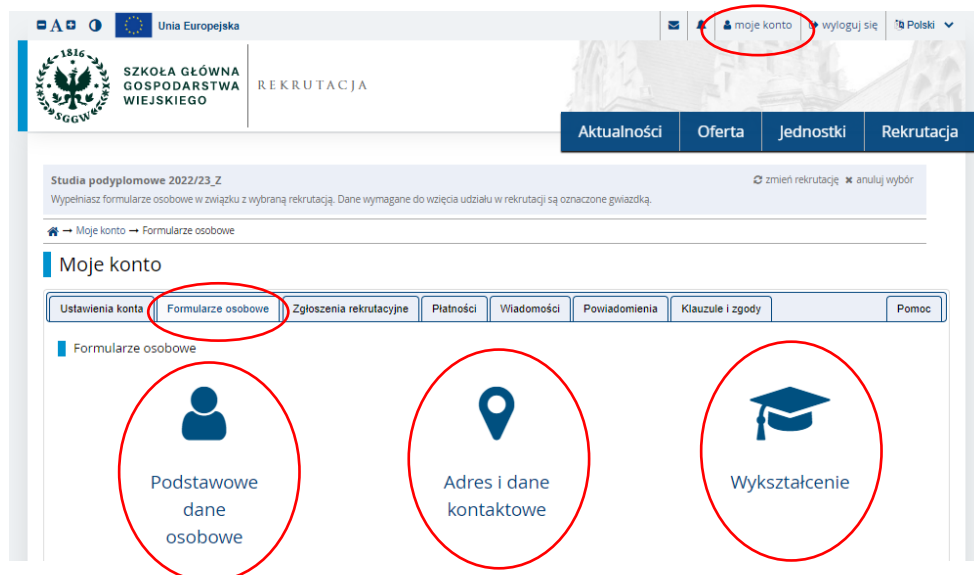 A Unia Europejska moje konto wyloguj się Polski
1816
SGGW
SZKOŁA GŁÓWNA
GOSPODARSTWA
WIEJSKIEGO
REKRUTACJA
Aktualności Oferta Jednostki Rekrutacja
Studia podyplomowe 2022/23_Z zmień rekrutację anuluj wybór
Wypełniasz formularze osobowe w związku z wybraną rekrutacją. Dane wymagane do wzięcia udziału w rekrutacji są oznaczone gwiazdką.
→ Moje konto → Formularze osobowe
Moje konto
Ustawienia konta Formularze osobowe Zgłoszenia rekrutacyjne Płatności Wiadomości Powiadomienia Klauzule i zgody Pomoc
Formularze osobowe
Podstawowe
dane
osobowe
Adres i dane
kontaktowe
Wykształcenie